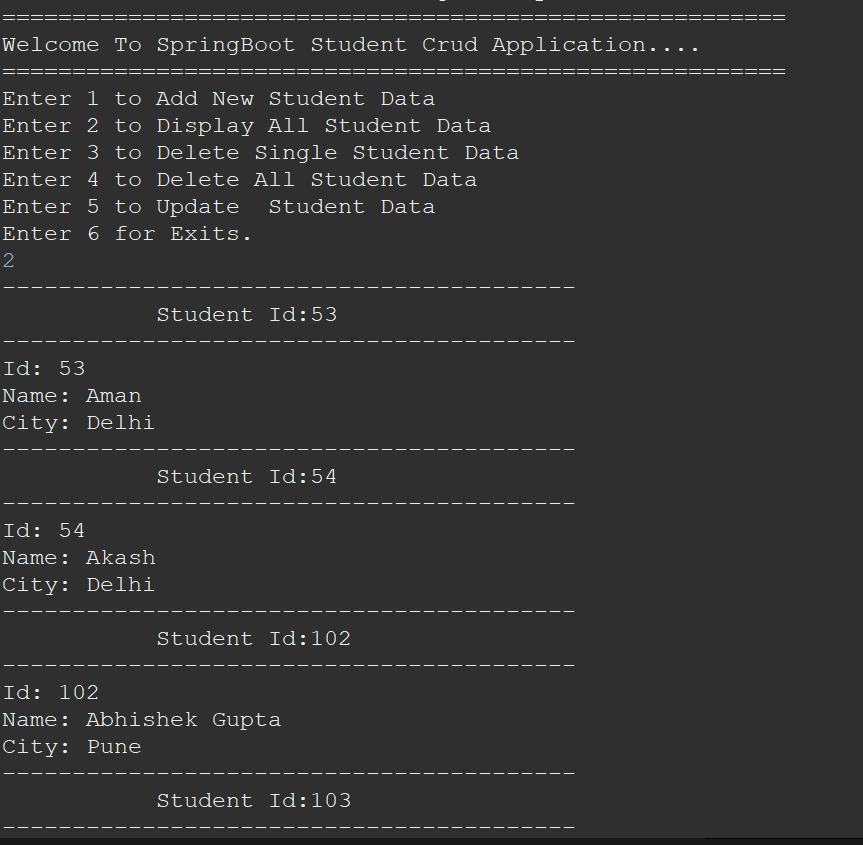 ========================================================
Welcome To SpringBoot Student Crud Application....
========================================================
Enter 1 to Add New Student Data
Enter 2 to Display All Student Data
Enter 3 to Delete Single Student Data
Enter 4 to Delete All Student Data
Enter 5 to Update  Student Data
Enter 6 for Exits.
2
-----------------------------------------
           Student Id:53
-----------------------------------------
Id: 53
Name: Aman
City: Delhi
-----------------------------------------
           Student Id:54
-----------------------------------------
Id: 54
Name: Akash
City: Delhi
-----------------------------------------
           Student Id:102
-----------------------------------------
Id: 102
Name: Abhishek Gupta
City: Pune
-----------------------------------------
           Student Id:103
-----------------------------------------